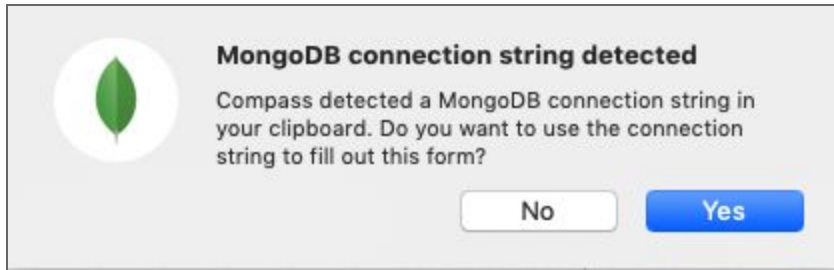 MongoDB connection string detected
Compass detected a MongoDB connection string in
your clipboard. Do you want to use the connection
string to fill out this form?
No
Yes